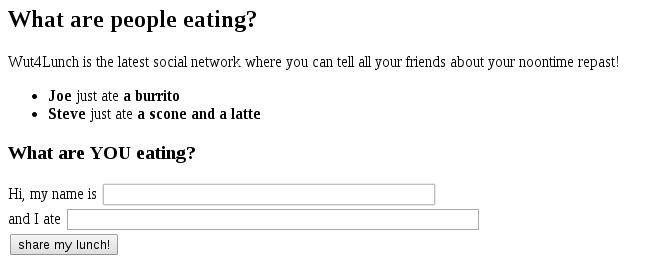 What are people eating?
Wut4Lunch is the latest social network where you can tell all your friends about your noontime repast!
• Joe just ate a burrito
• Steve just ate a scone and a latte
What are YOU eating?
Hi, my name is
and I ate
share my lunch!